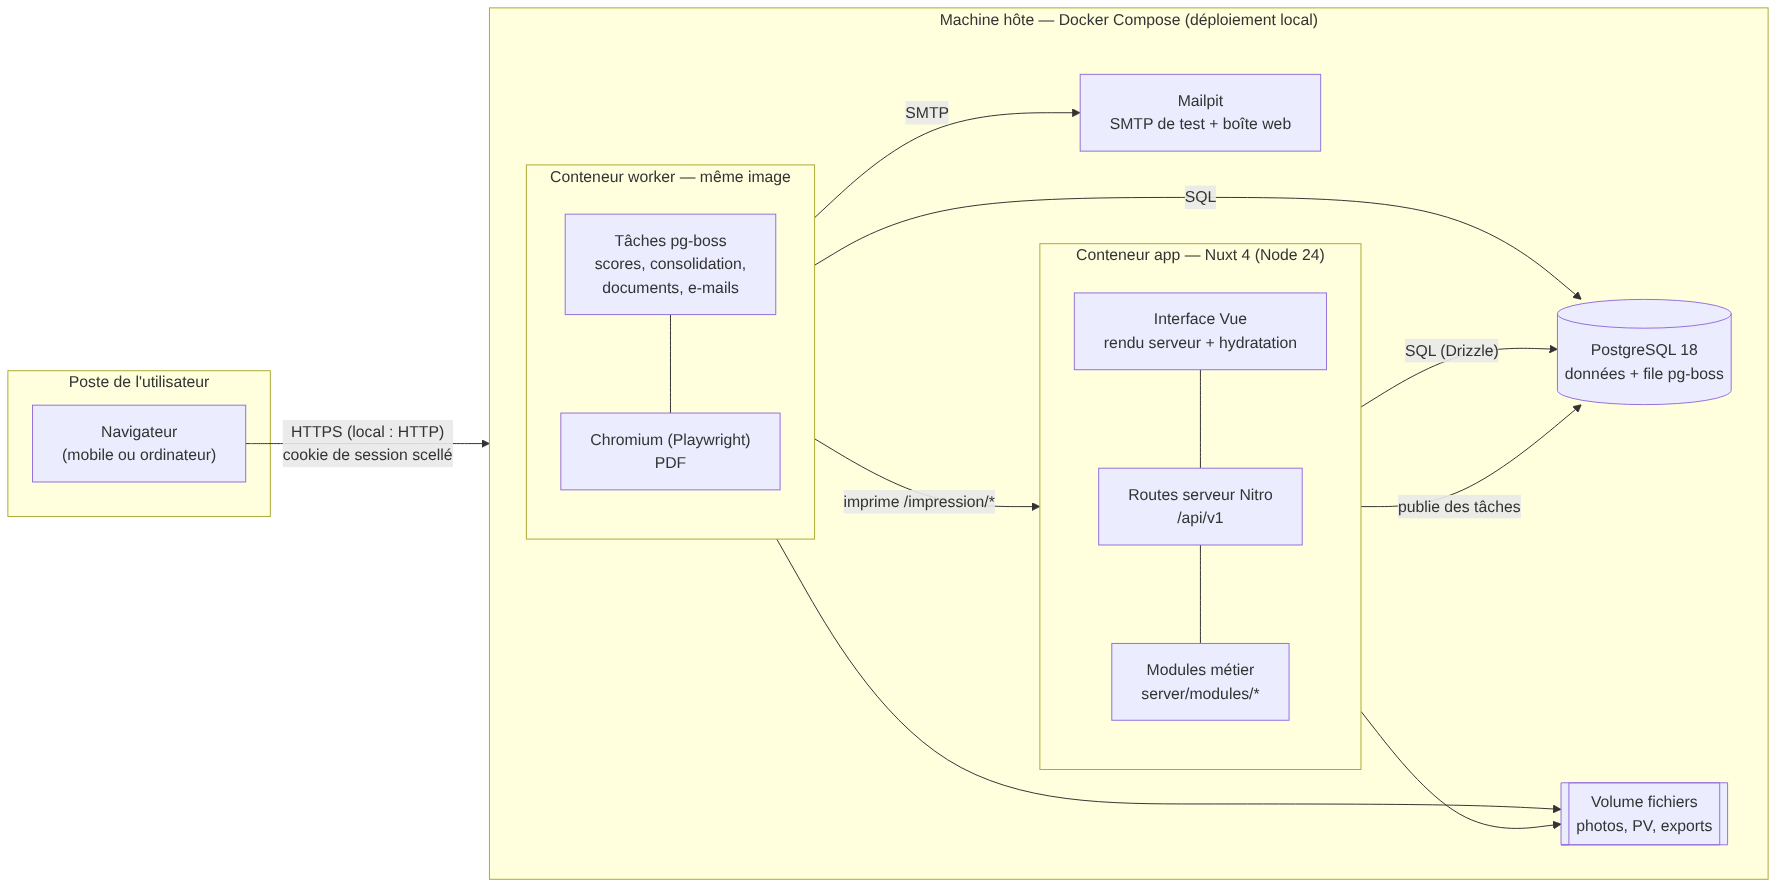 Machine hôte — Docker Compose (déploiement local)
Mailpit
SMTP de test + boîte web
SMTP
Conteneur worker — même image
SQL
Tâches pg-boss
scores, consolidation,
documents, e-mails
Conteneur app — Nuxt 4 (Node 24)
Interface Vue
rendu serveur + hydratation
SQL (Drizzle)
PostgreSQL 18
données + file pg-boss
Poste de l'utilisateur
Navigateur
(mobile ou ordinateur)
HTTPS (local : HTTP)
cookie de session scellé
Chromium (Playwright)
PDF
imprime /impression/*
Routes serveur Nitro
/api/v1
publie des tâches
Modules métier
server/modules/*
Volume fichiers
photos, PV, exports